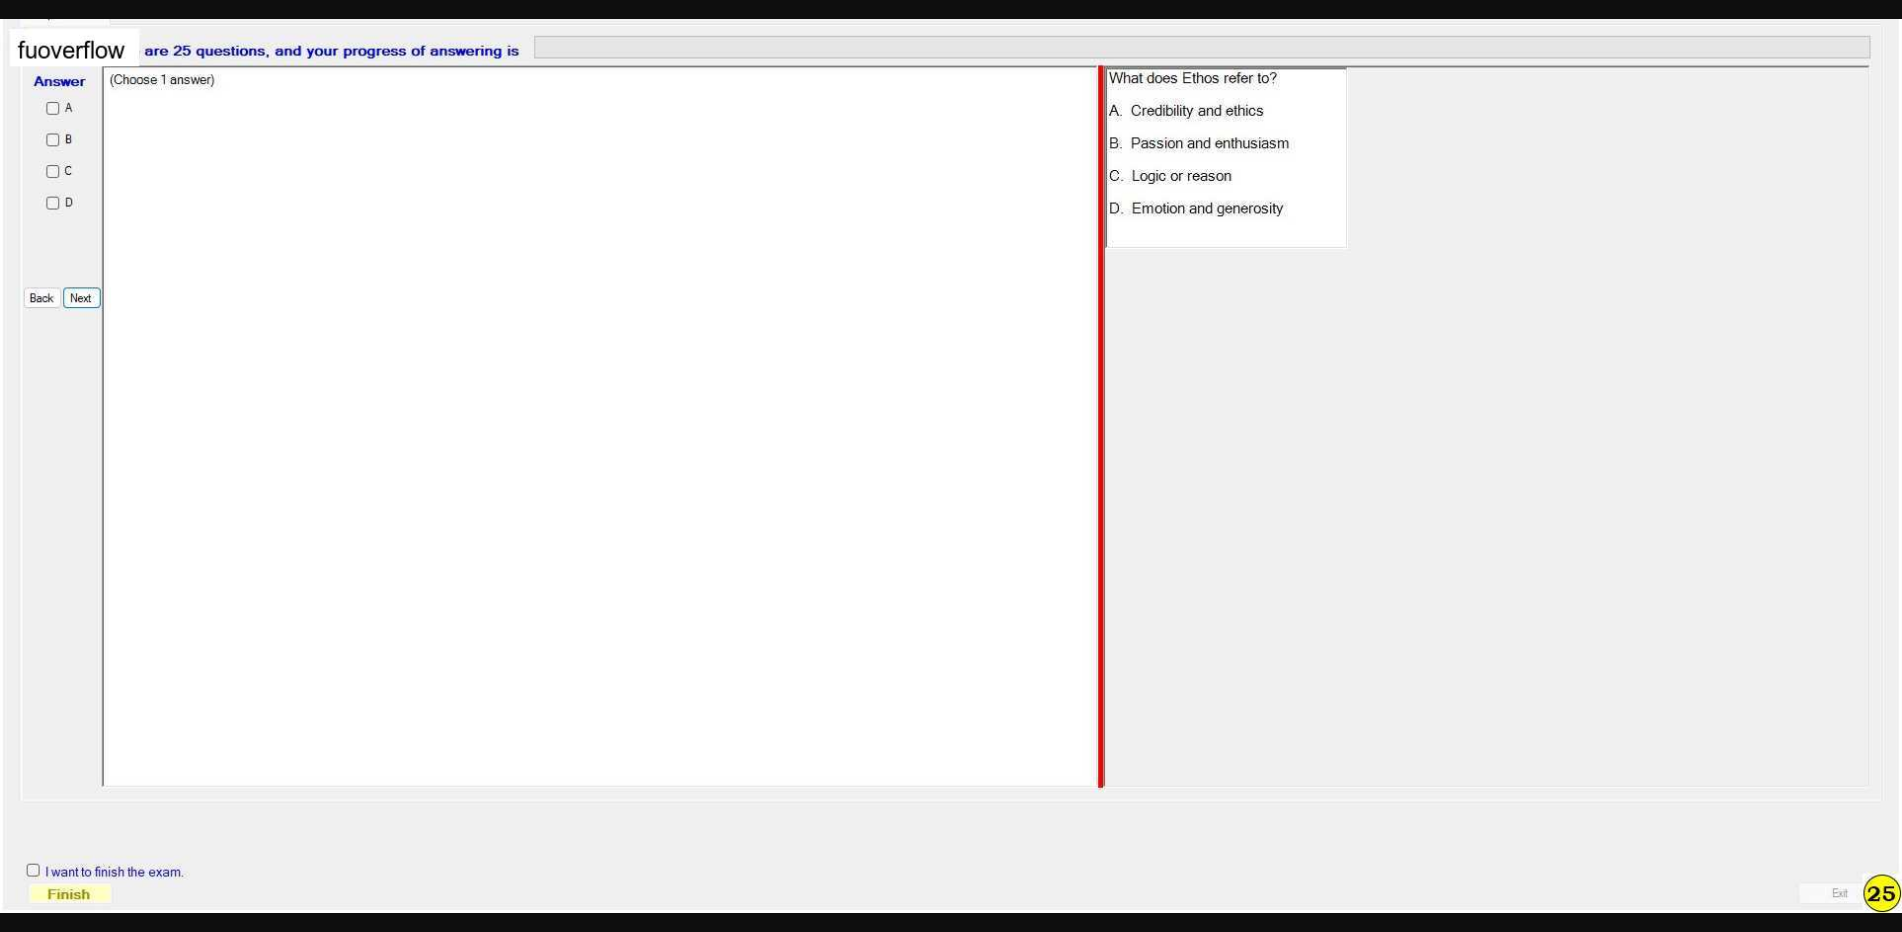 fuoverflow are 25 questions, and your progress of answering is
Answer
(Choose 1 answer)
A
B
C
D
Back Next
What does Ethos refer to?
A. Credibility and ethics
B. Passion and enthusiasm
C. Logic or reason
D. Emotion and generosity
I want to finish the exam.
Finish
Exit
25